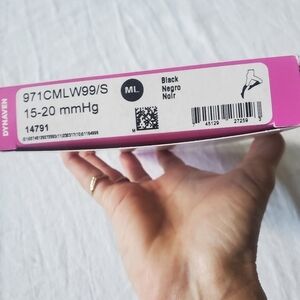 DYNAVEN
971CMLW99/S
15-20 mmHg
14791
ML
Black
Negro
Noir